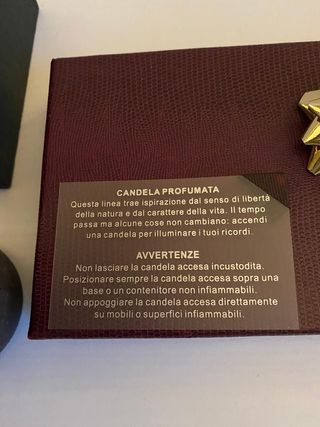 CANDELA PROFUMATA
Questa linea trae ispirazione dal senso di libertà
della natura e dal carattere della vita. Il tempo
passa ma alcune cose non cambiano: accendi
una candela per illuminare i tuoi ricordi.
AVVERTENZE
Non lasciare la candela accesa incustodita.
Posizionare sempre la candela accesa sopra una
base o un contenitore non infiammabili.
Non appoggiare la candela accesa direttamente
su mobili o superfici infiammabili.